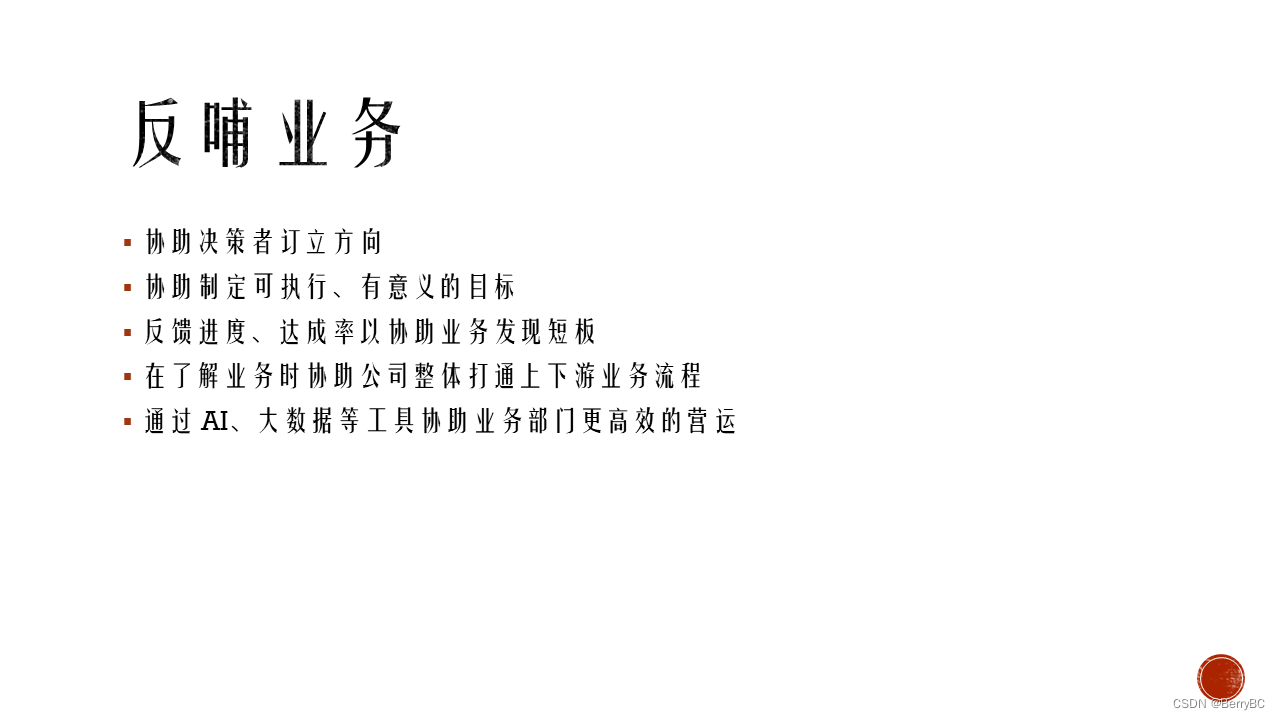 反哺业务
▪ 协助决策者订立方向
▪ 协助制定可执行、有意义的目标
▪ 反馈进度、达成率以协助业务发现短板
▪ 在了解业务时协助公司整体打通上下游业务流程
▪ 通过 AI、大数据等工具协助业务部门更高效的营运
CSDN @BerryBC